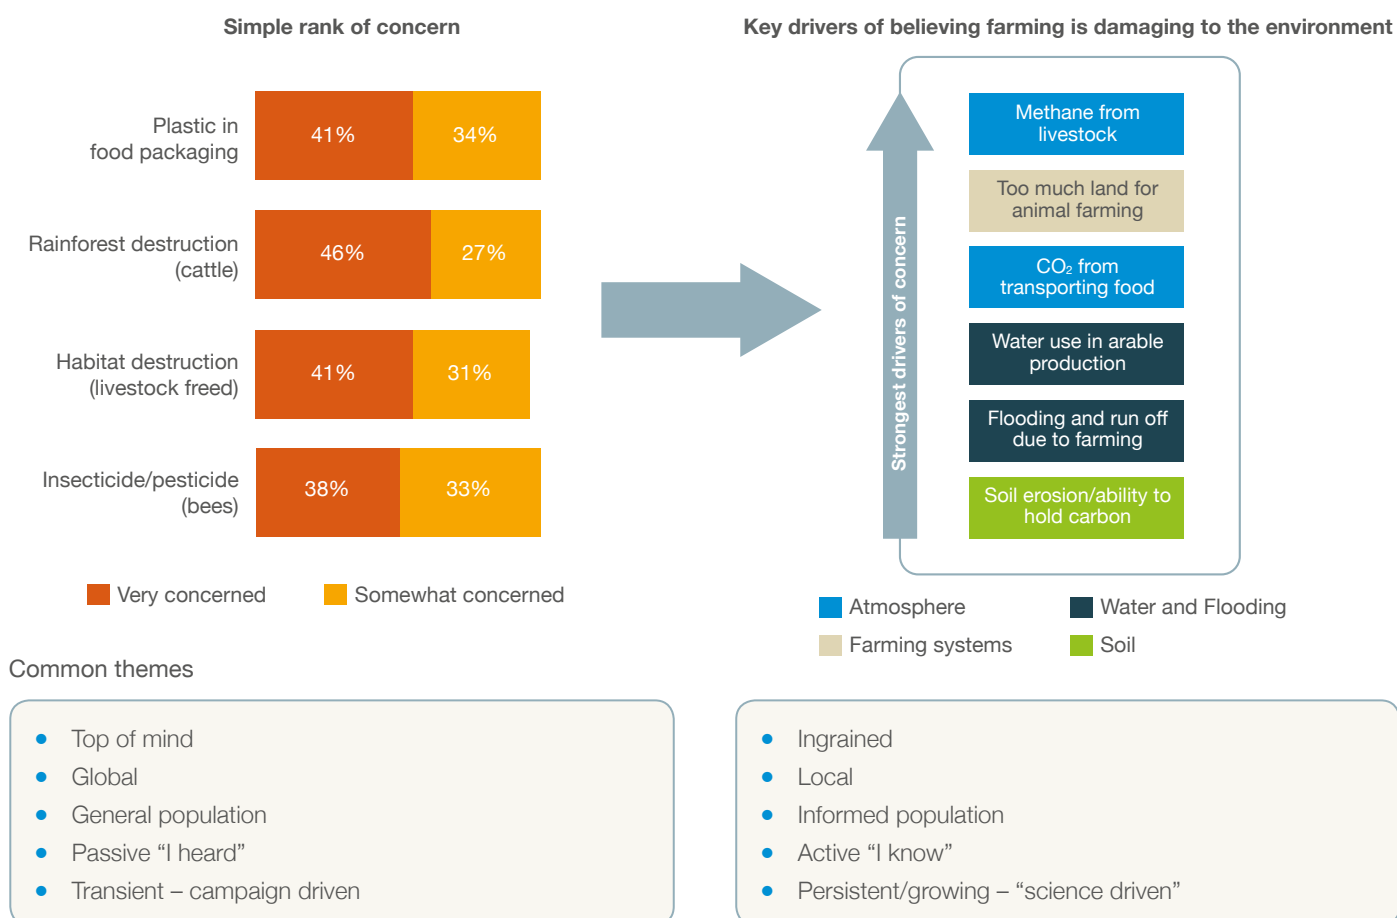 Simple rank of concern
Plastic in
food packaging
41%
34%
Rainforest destruction
(cattle)
46%
27%
Habitat destruction
(livestock freed)
41%
31%
Insecticide/pesticide
(bees)
38%
33%
Very concerned
Somewhat concerned
Key drivers of believing farming is damaging to the environment
Strongest drivers of concern
Methane from
livestock
Too much land for
animal farming
CO₂ from
transporting food
Water use in arable
production
Flooding and run off
due to farming
Soil erosion/ability to
hold carbon
Atmosphere
Water and Flooding
Farming systems
Soil
Common themes
• Top of mind
• Global
• General population
• Passive “I heard”
• Transient – campaign driven
• Ingrained
• Local
• Informed population
• Active “I know”
• Persistent/growing – “science driven”